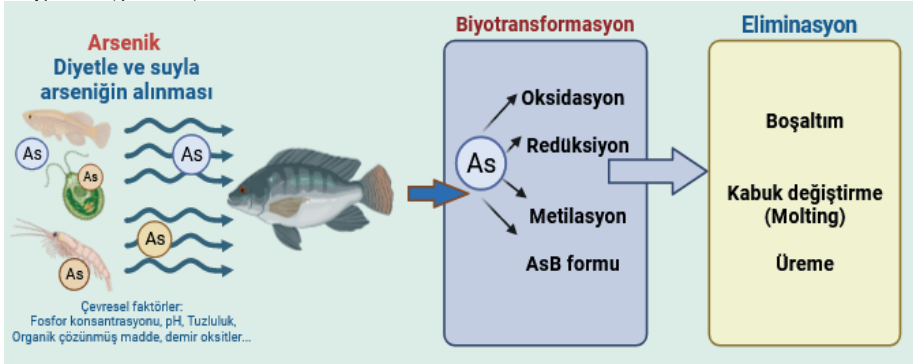 Arsenik
Diyetle ve suyla
arseniğin alınması
As
As
As
As
As
Çevresel faktörler:
Fosfor konsantrasyonu, pH, Tuzluluk,
Organik çözünmüş madde, demir oksitler...
Biyotransformasyon
As
Oksidasyon
Redüksiyon
Metilasyon
AsB formu
Eliminasyon
Boşaltım
Kabuk değiştirme
(Molting)
Üreme